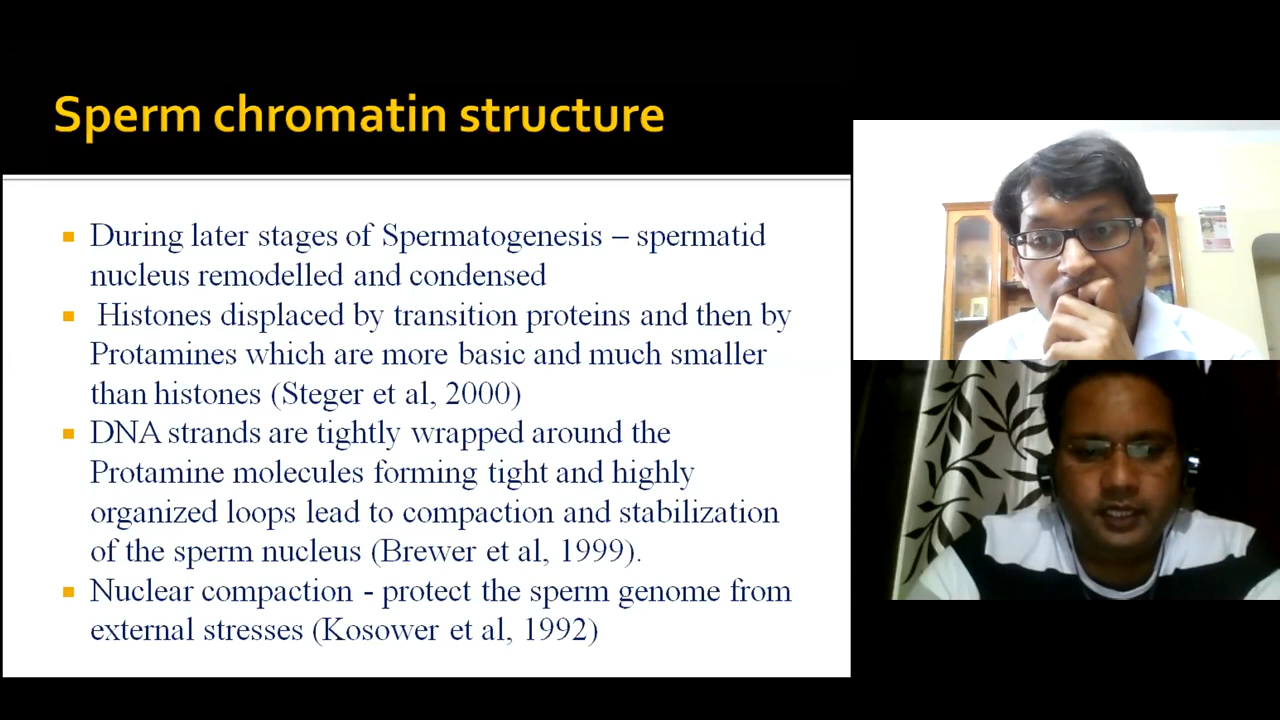 Sperm chromatin structure
During later stages of Spermatogenesis – spermatid
nucleus remodelled and condensed
Histones displaced by transition proteins and then by
Protamines which are more basic and much smaller
than histones (Steger et al, 2000)
DNA strands are tightly wrapped around the
Protamine molecules forming tight and highly
organized loops lead to compaction and stabilization
of the sperm nucleus (Brewer et al, 1999).
Nuclear compaction - protect the sperm genome from
external stresses (Kosower et al, 1992)